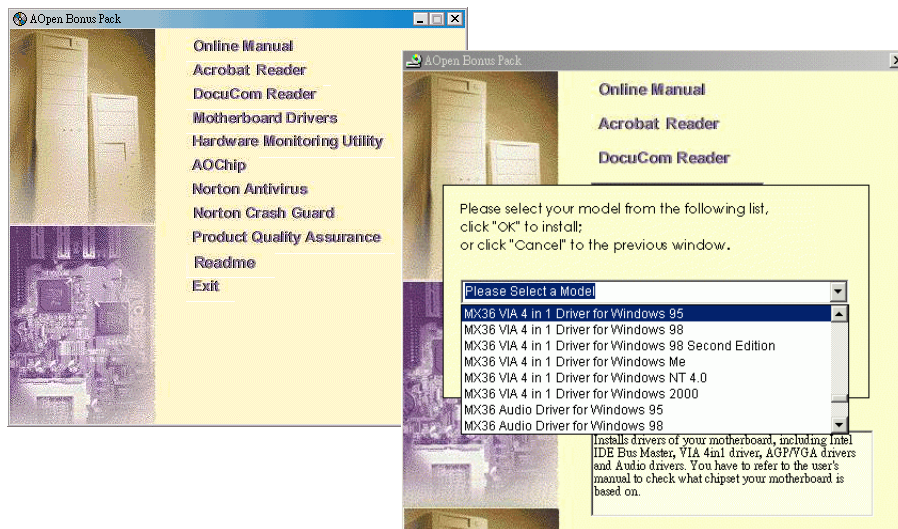 AOpen Bonus Pack
Online Manual
Acrobat Reader
DocuCom Reader
Motherboard Drivers
Hardware Monitoring Utility
AOChip
Norton Antivirus
Norton Crash Guard
Product Quality Assurance
Readme
Exit
AOpen Bonus Pack
Online Manual
Acrobat Reader
DocuCom Reader
Please select your model from the following list,
click "OK" to install;
or click "Cancel" to the previous window.
Please Select a Model
MX36 VIA 4 in 1 Driver for Windows 95
MX36 VIA 4 in 1 Driver for Windows 98
MX36 VIA 4 in 1 Driver for Windows 98 Second Edition
MX36 VIA 4 in 1 Driver for Windows Me
MX36 VIA 4 in 1 Driver for Windows NT 4.0
MX36 VIA 4 in 1 Driver for Windows 2000
MX36 Audio Driver for Windows 95
MX36 Audio Driver for Windows 98
Installs drivers of your motherboard, including Intel
IDE Bus Master, VIA 4in1 driver, AGP/VGA drivers
and Audio drivers. You have to refer to the user's
manual to check what chipset your motherboard is
based on.